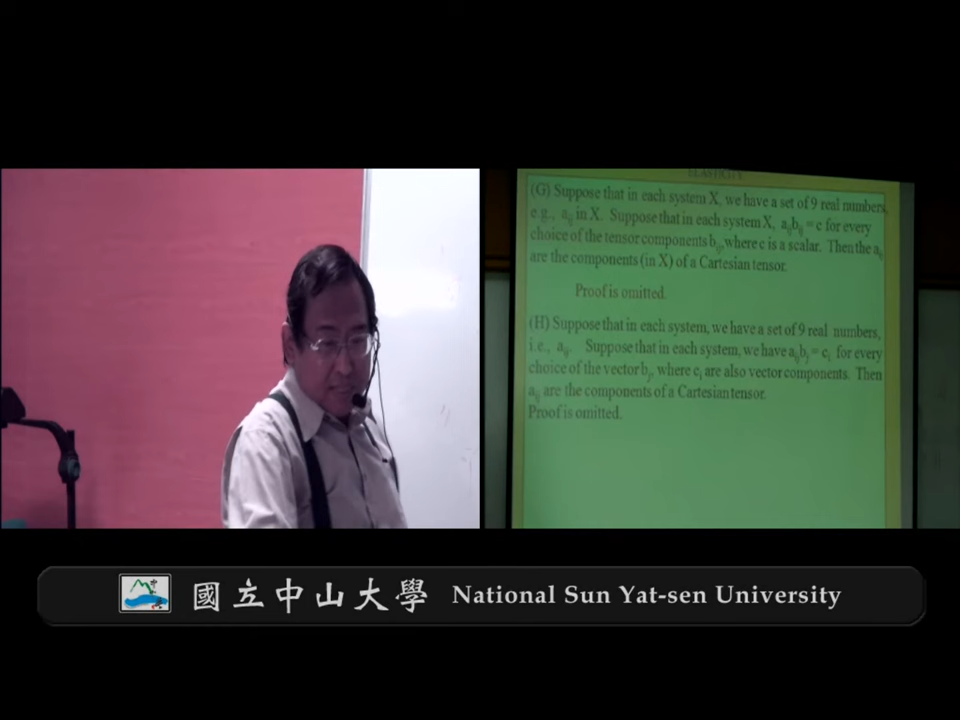 ELASTICITY
(G) Suppose that in each system X, we have a set of 9 real numbers,
e.g., aᵢⱼ in X. Suppose that in each system X, aᵢⱼbᵢⱼ = c for every
choice of the tensor components bᵢⱼ, where c is a scalar. Then the aᵢⱼ
are the components (in X) of a Cartesian tensor.
Proof is omitted.
(H) Suppose that in each system, we have a set of 9 real numbers,
i.e., aᵢⱼ. Suppose that in each system, we have aᵢⱼbⱼ = cᵢ for every
choice of the vector bⱼ, where cᵢ are also vector components. Then
aᵢⱼ are the components of a Cartesian tensor.
Proof is omitted.
國立中山大學 National Sun Yat-sen University